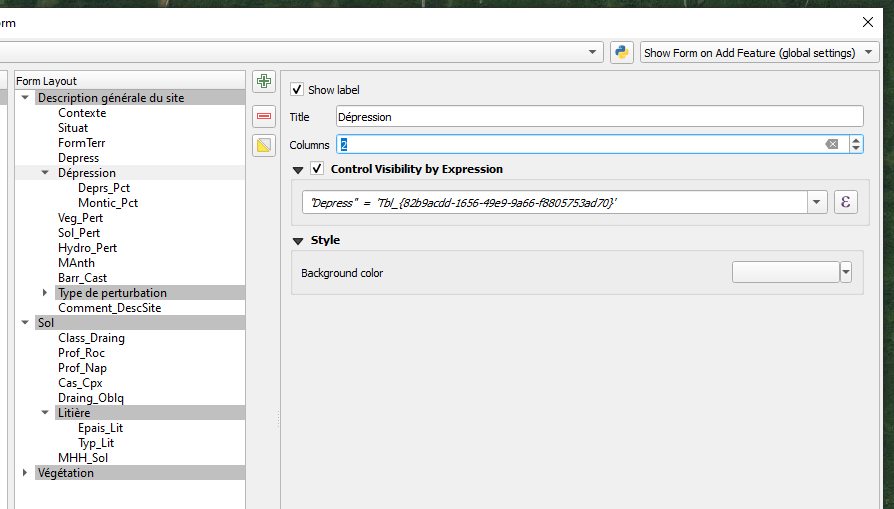 orm
Show Form on Add Feature (global settings)
Form Layout
Description générale du site
Contexte
Situat
FormTerr
Depress
Dépression
Deprs_Pct
Montic_Pct
Veg_Pert
Sol_Pert
Hydro_Pert
MAnth
Barr_Cast
Type de perturbation
Comment_DescSite
Sol
Class_Draing
Prof_Roc
Prof_Nap
Cas_Cpx
Draing_Oblq
Litière
Epais_Lit
Typ_Lit
MHH_Sol
Végétation
Show label
Title Dépression
Columns 2
Control Visibility by Expression
"Depress" = 'Tbl_{82b9acdd-1656-49e9-9a66-f8805753ad70}'
ε
Style
Background color